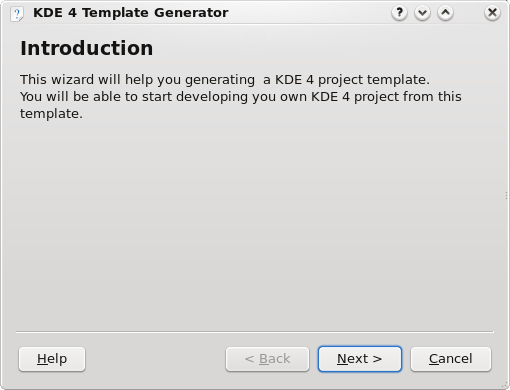 KDE 4 Template Generator
Introduction
This wizard will help you generating  a KDE 4 project template.
You will be able to start developing you own KDE 4 project from this
template.
Help
< Back
Next >
Cancel